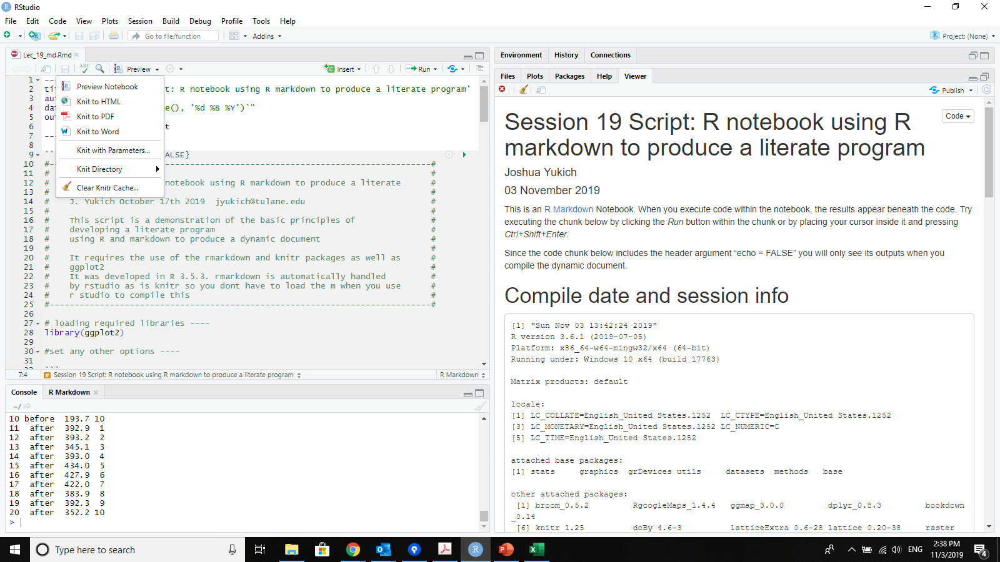 RStudio
File Edit Code View Plots Session Build Debug Profile Tools Help
Go to file/function Addins Project: (None)
Lec_19_md.Rmd
ABC Preview Insert Run
Preview Notebook
Knit to HTML
Knit to PDF
Knit to Word
Knit with Parameters...
Knit Directory
Clear Knitr Cache...
1 --
2 ti t: R notebook using R markdown to produce a literate program'
3 au
4 da e(), '%d %B %Y')`"
5 ou
6 t
7 --
8
9 `` ALSE}
10 #- ----------------------------------------------------------#
11 # #
12 # notebook using R markdown to produce a literate #
13 # #
14 # J. Yukich October 17th 2019 jyukich@tulane.edu #
15 # #
16 # This script is a demonstration of the basic principles of #
17 # developing a literate program #
18 # using R and markdown to produce a dynamic document #
19 # #
20 # It requires the use of the rmarkdown and knitr packages as well as #
21 # ggplot2 #
22 # It was developed in R 3.5.3. rmarkdown is automatically handled #
23 # by rstudio as is knitr so you dont have to load the m when you use #
24 # r studio to compile this #
25 #---------------------------------------------------------------------------------#
26
27 # loading required libraries ----
28 library(ggplot2)
29
30 #set any other options ----
31
7:4 # Session 19 Script: R notebook using R markdown to produce a literate program R Markdown
Console R Markdown
~/
10 before 193.7 10
11 after 392.9 1
12 after 393.2 2
13 after 345.1 3
14 after 393.0 4
15 after 434.0 5
16 after 427.9 6
17 after 422.0 7
18 after 383.9 8
19 after 392.3 9
20 after 352.2 10
>
Environment History Connections
Files Plots Packages Help Viewer
Publish
Code
Session 19 Script: R notebook using R
markdown to produce a literate program
Joshua Yukich
03 November 2019
This is an R Markdown Notebook. When you execute code within the notebook, the results appear beneath the code. Try
executing the chunk below by clicking the Run button within the chunk or by placing your cursor inside it and pressing
Ctrl+Shift+Enter.
Since the code chunk below includes the header argument “echo = FALSE” you will only see its outputs when you
compile the dynamic document.
Compile date and session info
[1] "Sun Nov 03 13:42:24 2019"
R version 3.6.1 (2019-07-05)
Platform: x86_64-w64-mingw32/x64 (64-bit)
Running under: Windows 10 x64 (build 17763)
Matrix products: default
locale:
[1] LC_COLLATE=English_United States.1252 LC_CTYPE=English_United States.1252
[3] LC_MONETARY=English_United States.1252 LC_NUMERIC=C
[5] LC_TIME=English_United States.1252
attached base packages:
[1] stats graphics grDevices utils datasets methods base
other attached packages:
[1] broom_0.5.2 RgoogleMaps_1.4.4 ggmap_3.0.0 dplyr_0.8.3 bookdown
_0.14
[6] knitr 1.25 doBy 4.6-3 latticeExtra 0.6-28 lattice 0.20-38 raster
Type here to search
ENG
2:38 PM
11/3/2019
4